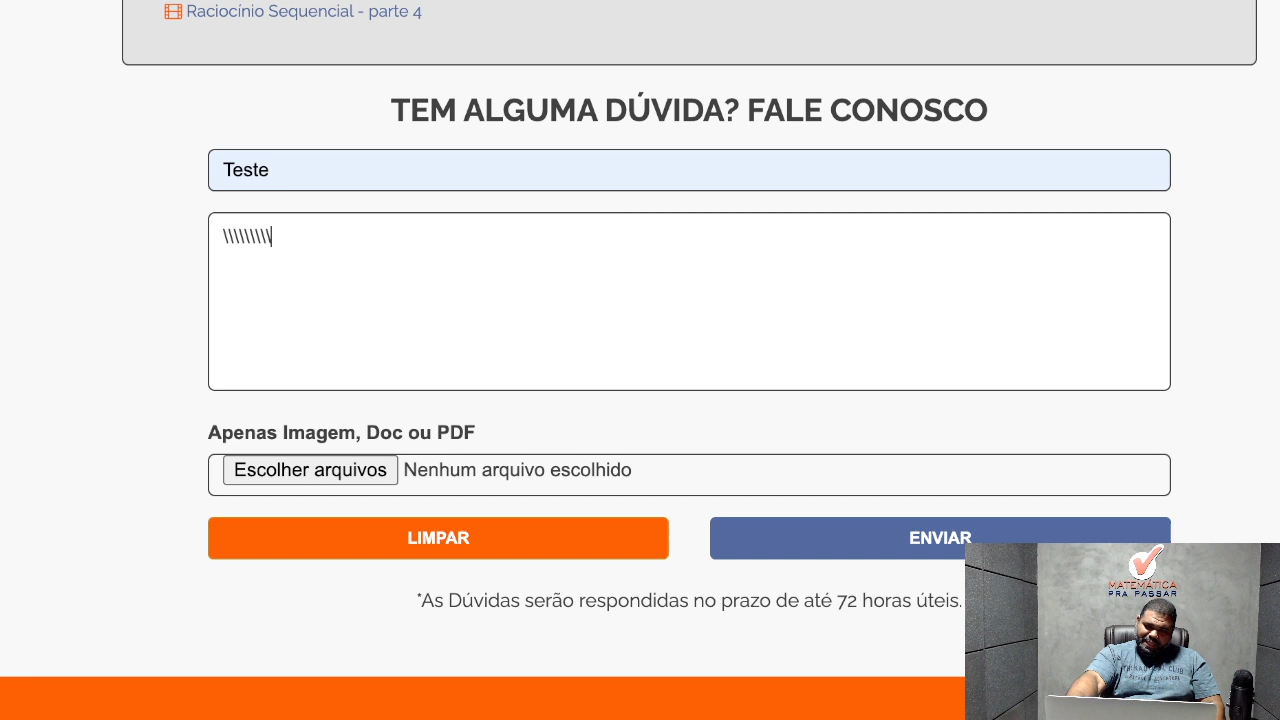 Raciocínio Sequencial - parte 4
TEM ALGUMA DÚVIDA? FALE CONOSCO
Teste
\\\\\\\\\
Apenas Imagem, Doc ou PDF
Escolher arquivos Nenhum arquivo escolhido
LIMPAR
ENVIAR
*As Dúvidas serão respondidas no prazo de até 72 horas úteis.
MATEMÁTICA
PRA PASSAR